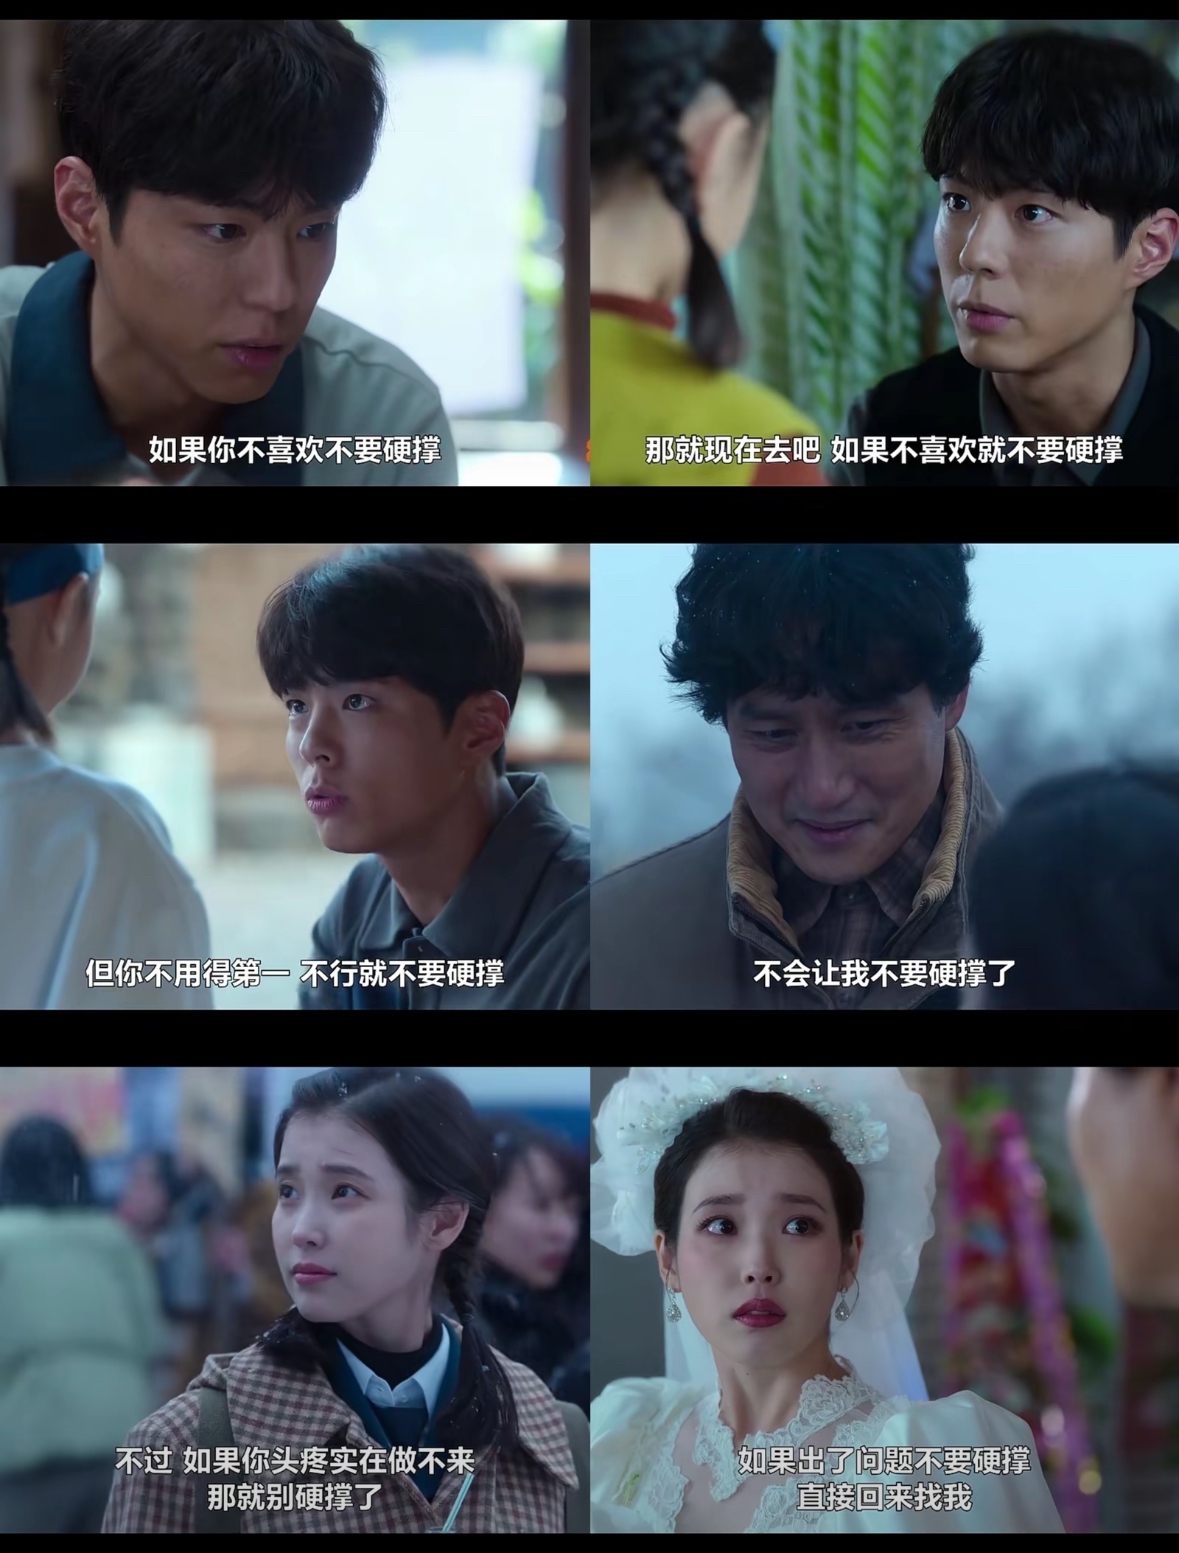 如果你不喜欢不要硬撑
那就现在去吧 如果不喜欢就不要硬撑
但你不用得第一 不行就不要硬撑
不会让我不要硬撑了
不过 如果你头疼实在做不来
那就别硬撑了
如果出了问题不要硬撑
直接回来找我